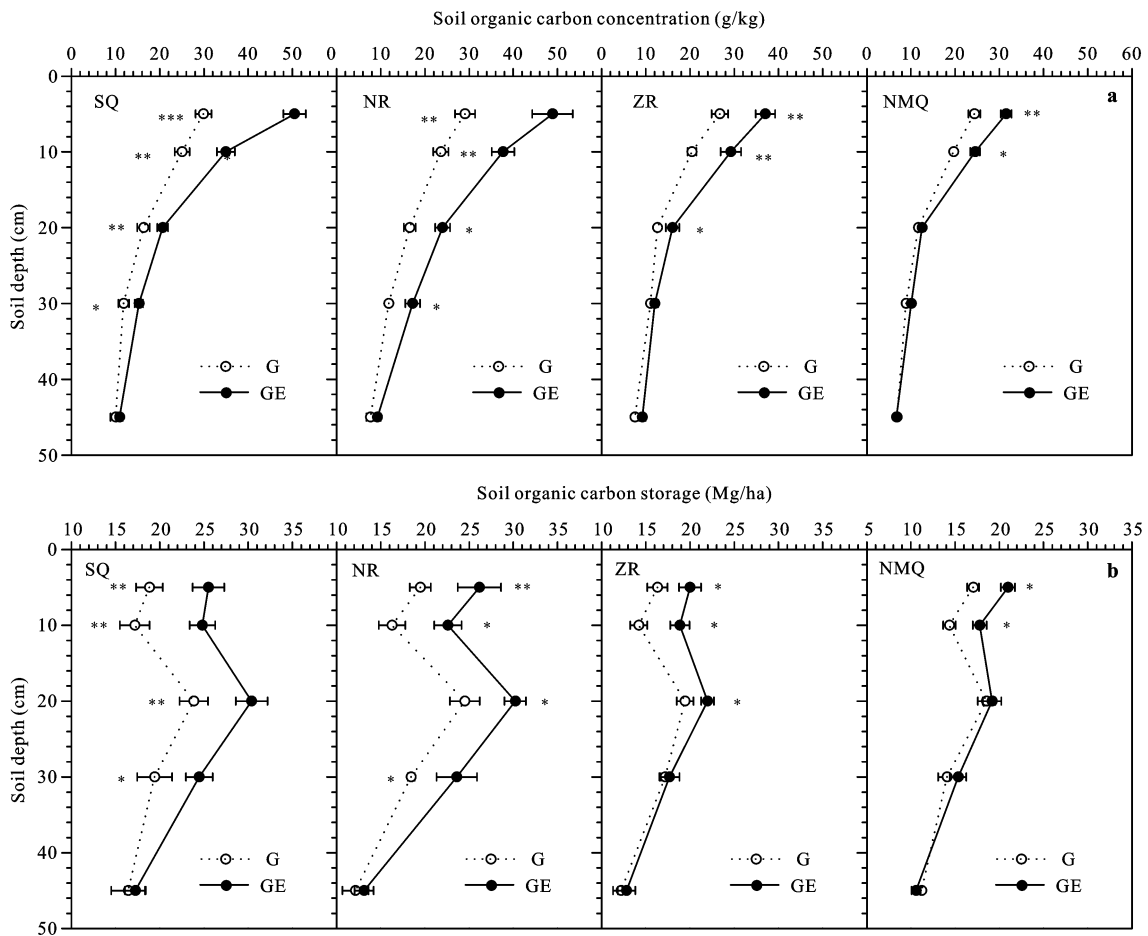 Soil organic carbon concentration (g/kg)
0 10 20 30 40 50 0 10 20 30 40 50 0 10 20 30 40 50 0 10 20 30 40 50 60
0
SQ NR ZR NMQ a
*** ** ** **
10
** * ** ** *
20
** * *
30
* *
40
50
Soil depth (cm)
G G G G
GE GE GE GE
Soil organic carbon storage (Mg/ha)
10 15 20 25 30 35 10 15 20 25 30 35 10 15 20 25 30 35 5 10 15 20 25 30 35
0
SQ NR ZR NMQ b
** ** * *
10
** * * *
20
** * *
30
* *
40
50
Soil depth (cm)
G G G G
GE GE GE GE